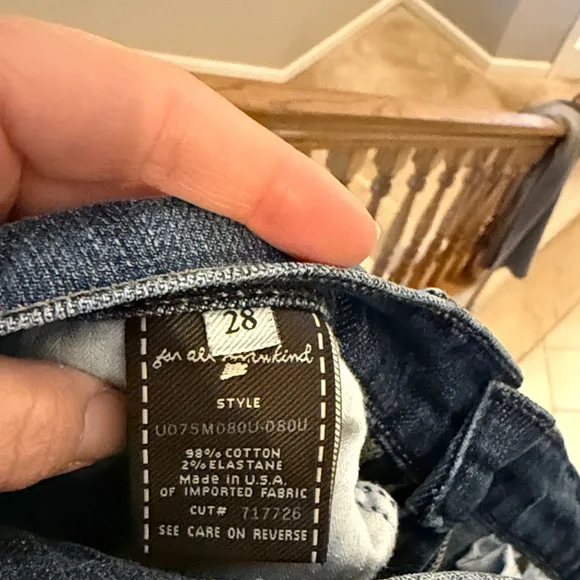 28
for all mankind
STYLE
U075M080U-080U
98% COTTON
2% ELASTANE
Made in U.S.A.
OF IMPORTED FABRIC
CUT# 717726
SEE CARE ON REVERSE